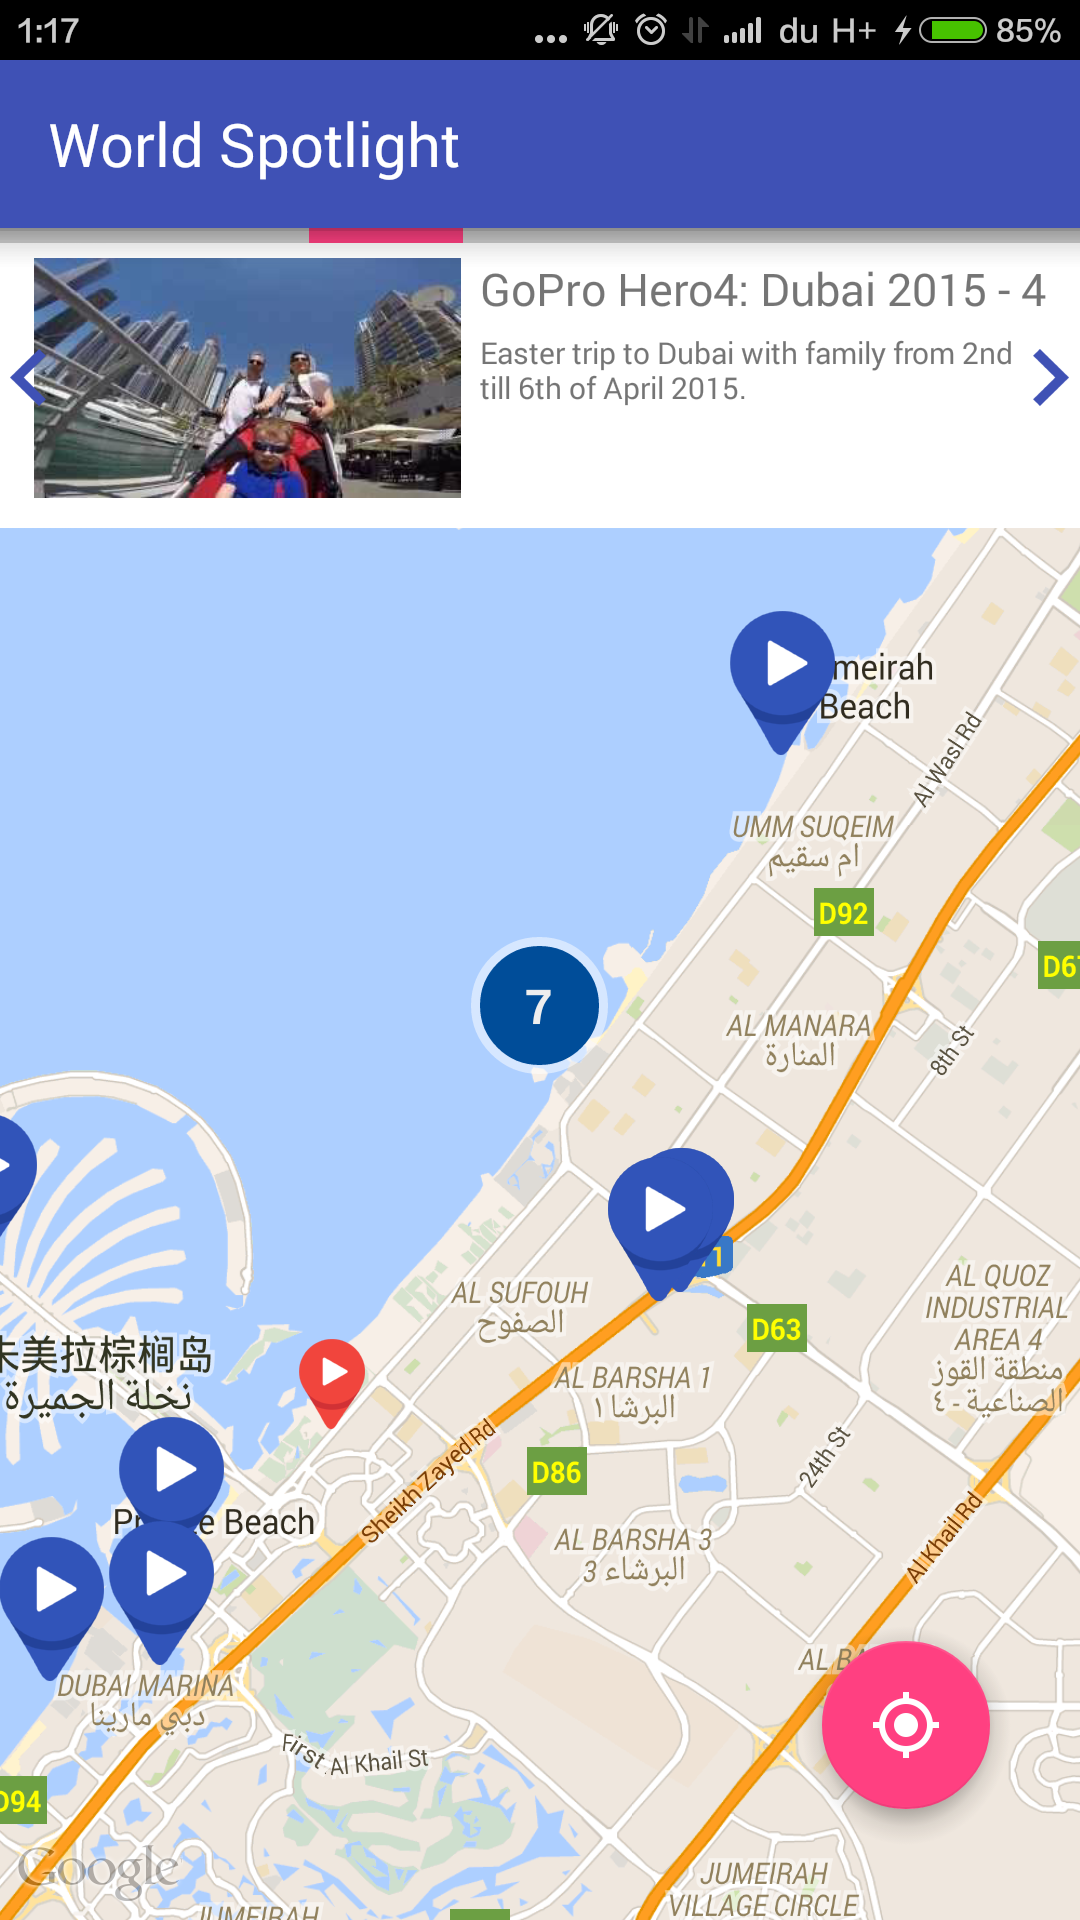 1:17
du H+ 85%
World Spotlight
GoPro Hero4: Dubai 2015 - 4
Easter trip to Dubai with family from 2nd
till 6th of April 2015.
meirah
Beach
Al Wasl Rd
UMM SUQEIM
ام سقيم
D92
D67
7
AL MANARA
المنارة
8th St
11
AL SUFOUH
الصفوح
AL QUOZ
INDUSTRIAL
AREA 4
منطقة القوز
الصناعية - ٤
D63
朱美拉棕榈岛
نخلة الجميرة
AL BARSHA 1
البرشا ١
Sheikh Zayed Rd
24th St
D86
Al Khail Rd
Pr e Beach
AL BARSHA 3
البرشاء 3
AL BA
DUBAI MARINA
دبي مارينا
First Al Khail St
D94
Google
JUMEIRAH
VILLAGE CIRCLE
JUMEIRAH